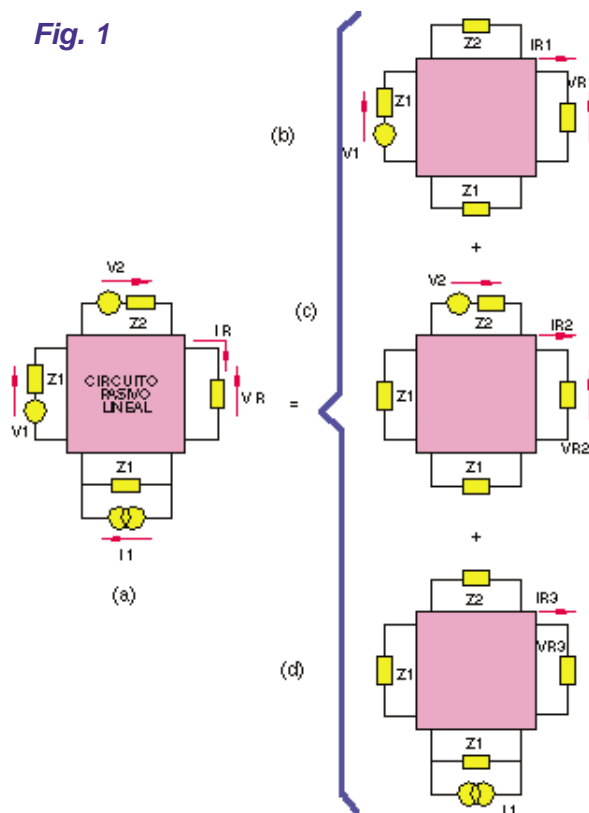 Fig. 1
V2
Z2
IR
Z1
CIRCUITO
PASIVO
LINEAL
VR
V1
=
Z1
I1
(a)
Z2
IR1
Z1
VR
(b)
V1
Z1
+
V2
IR2
(c)
Z2
Z1
VR2
Z1
+
Z2
IR3
VR3
(d)
Z1
Z1
I1